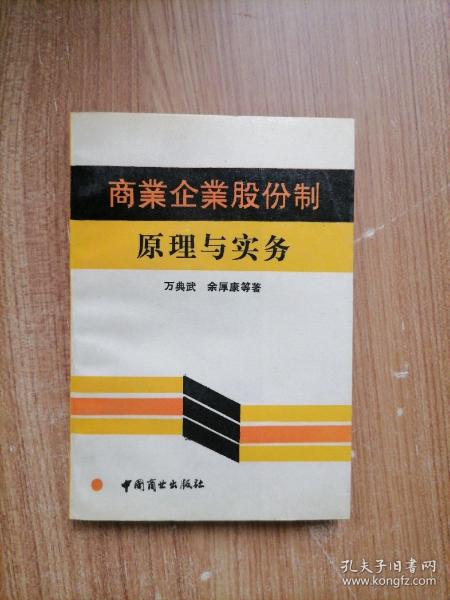 商業企業股份制
原理与实务
万典武 余厚康等著
中国商业出版社
孔夫子旧书网
www.kongfz.com